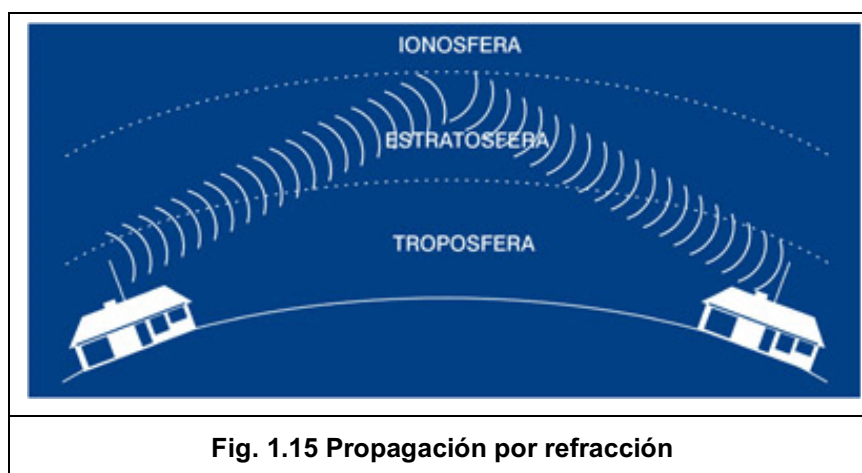 IONOSFERA
ESTRATOSFERA
TROPOSFERA
Fig. 1.15 Propagación por refracción